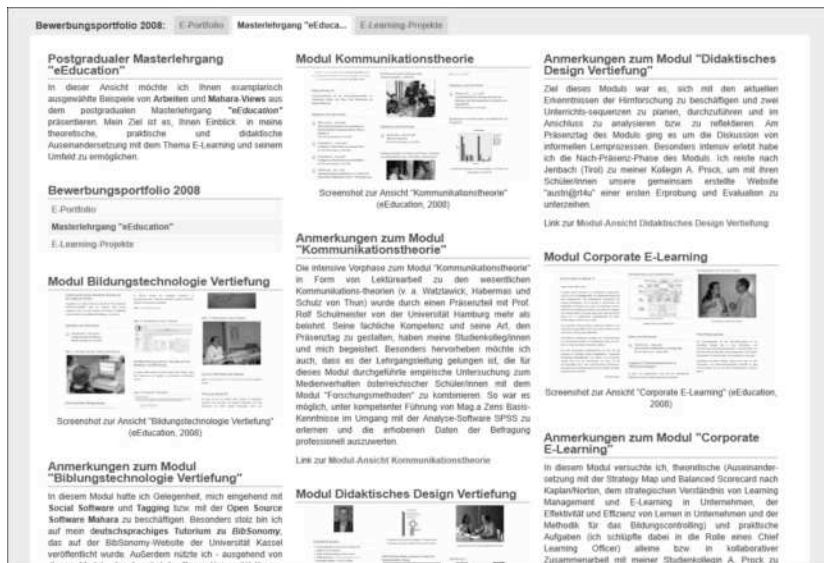 Bewerbungsportfolio 2008: E-Portfolio Masterlehrgang "eEduca... E-Learning-Projekte
Postgradualer Masterlehrgang
"eEducation"
In dieser Ansicht möchte ich Ihnen exemplarisch
ausgewählte Beispiele von Arbeiten und Mahara-Views aus
dem postgradualen Masterlehrgang "eEducation"
präsentieren. Mein Ziel ist es, Ihnen Einblick in meine
theoretische, praktische und didaktische
Auseinandersetzung mit dem Thema E-Learning und seinem
Umfeld zu ermöglichen.
Bewerbungsportfolio 2008
E-Portfolio
Masterlehrgang "eEducation"
E-Learning-Projekte
Modul Bildungstechnologie Vertiefung
Screenshot zur Ansicht "Bildungstechnologie Vertiefung"
(eEducation, 2008)
Anmerkungen zum Modul
"Biblungstechnologie Vertiefung"
In diesem Modul hatte ich Gelegenheit, mich eingehend mit
Social Software und Tagging bzw. mit der Open Source
Software Mahara zu beschäftigen. Besonders stolz bin ich
auf mein deutschsprachiges Tutorium zu BibSonomy,
das auf der BibSonomy-Website der Universität Kassel
veröffentlicht wurde. Außerdem nützte ich - ausgehend von
Modul Kommunikationstheorie
Screenshot zur Ansicht "Kommunikationstheorie"
(eEducation, 2008)
Anmerkungen zum Modul
"Kommunikationstheorie"
Die intensive Vorphase zum Modul "Kommunikationstheorie"
in Form von Lektürearbeit zu den wesentlichen
Kommunikations-theorien (v. a. Watzlawick, Habermas und
Schulz von Thun) wurde durch einen Präsenzteil mit Prof.
Rolf Schulmeister von der Universität Hamburg mehr als
belohnt. Seine fachliche Kompetenz und seine Art, den
Präsenztag zu gestalten, haben meine Studienkolleg/innen
und mich begeistert. Besonders hervorheben möchte ich
auch, dass es der Lehrgangsleitung gelungen ist, die für
dieses Modul durchgeführte empirische Untersuchung zum
Medienverhalten österreichischer Schüler/innen mit dem
Modul "Forschungsmethoden" zu kombinieren. So war es
möglich, unter kompetenter Führung von Mag.a Zens Basis-
Kenntnisse im Umgang mit der Analyse-Software SPSS zu
erlernen und die erhobenen Daten der Befragung
professionell auszuwerten.
Link zur Modul-Ansicht Kommunikationstheorie
Modul Didaktisches Design Vertiefung
Anmerkungen zum Modul "Didaktisches
Design Vertiefung"
Ziel dieses Moduls war es, sich mit den aktuellen
Erkenntnissen der Hirnforschung zu beschäftigen und zwei
Unterrichts-sequenzen zu planen, durchzuführen und im
Anschluss zu analysieren bzw. zu reflektieren. Am
Präsenztag des Moduls ging es um die Diskussion von
informellen Lernprozessen. Besonders intensiv erlebt habe
ich die Nach-Präsenz-Phase des Moduls. Ich reiste nach
Jenbach (Tirol) zu meiner Kollegin A. Prock, um mit ihren
Schüler/innen unsere gemeinsam erstellte Website
einer ersten Erprobung und Evaluation zu
unterziehen.
Link zur Modul-Ansicht Didaktisches Design Vertiefung
Modul Corporate E-Learning
Screenshot zur Ansicht "Corporate E-Learning" (eEducation,
2008)
Anmerkungen zum Modul "Corporate
E-Learning"
In diesem Modul versuchte ich, theoretische (Auseinander-
setzung mit der Strategy Map und Balanced Scorecard nach
Kaplan/Norton, dem strategischen Verständnis von Learning
Management und E-Learning in Unternehmen, der
Effektivität und Effizienz von Lernen in Unternehmen und der
Methodik für das Bildungscontrolling) und praktische
Aufgaben (ich schlüpfte dabei in die Rolle eines Chief
Learning Officer) alleine bzw. in kollaborativer
Zusammenarbeit mit meiner Studienkollegin A. Prock zu